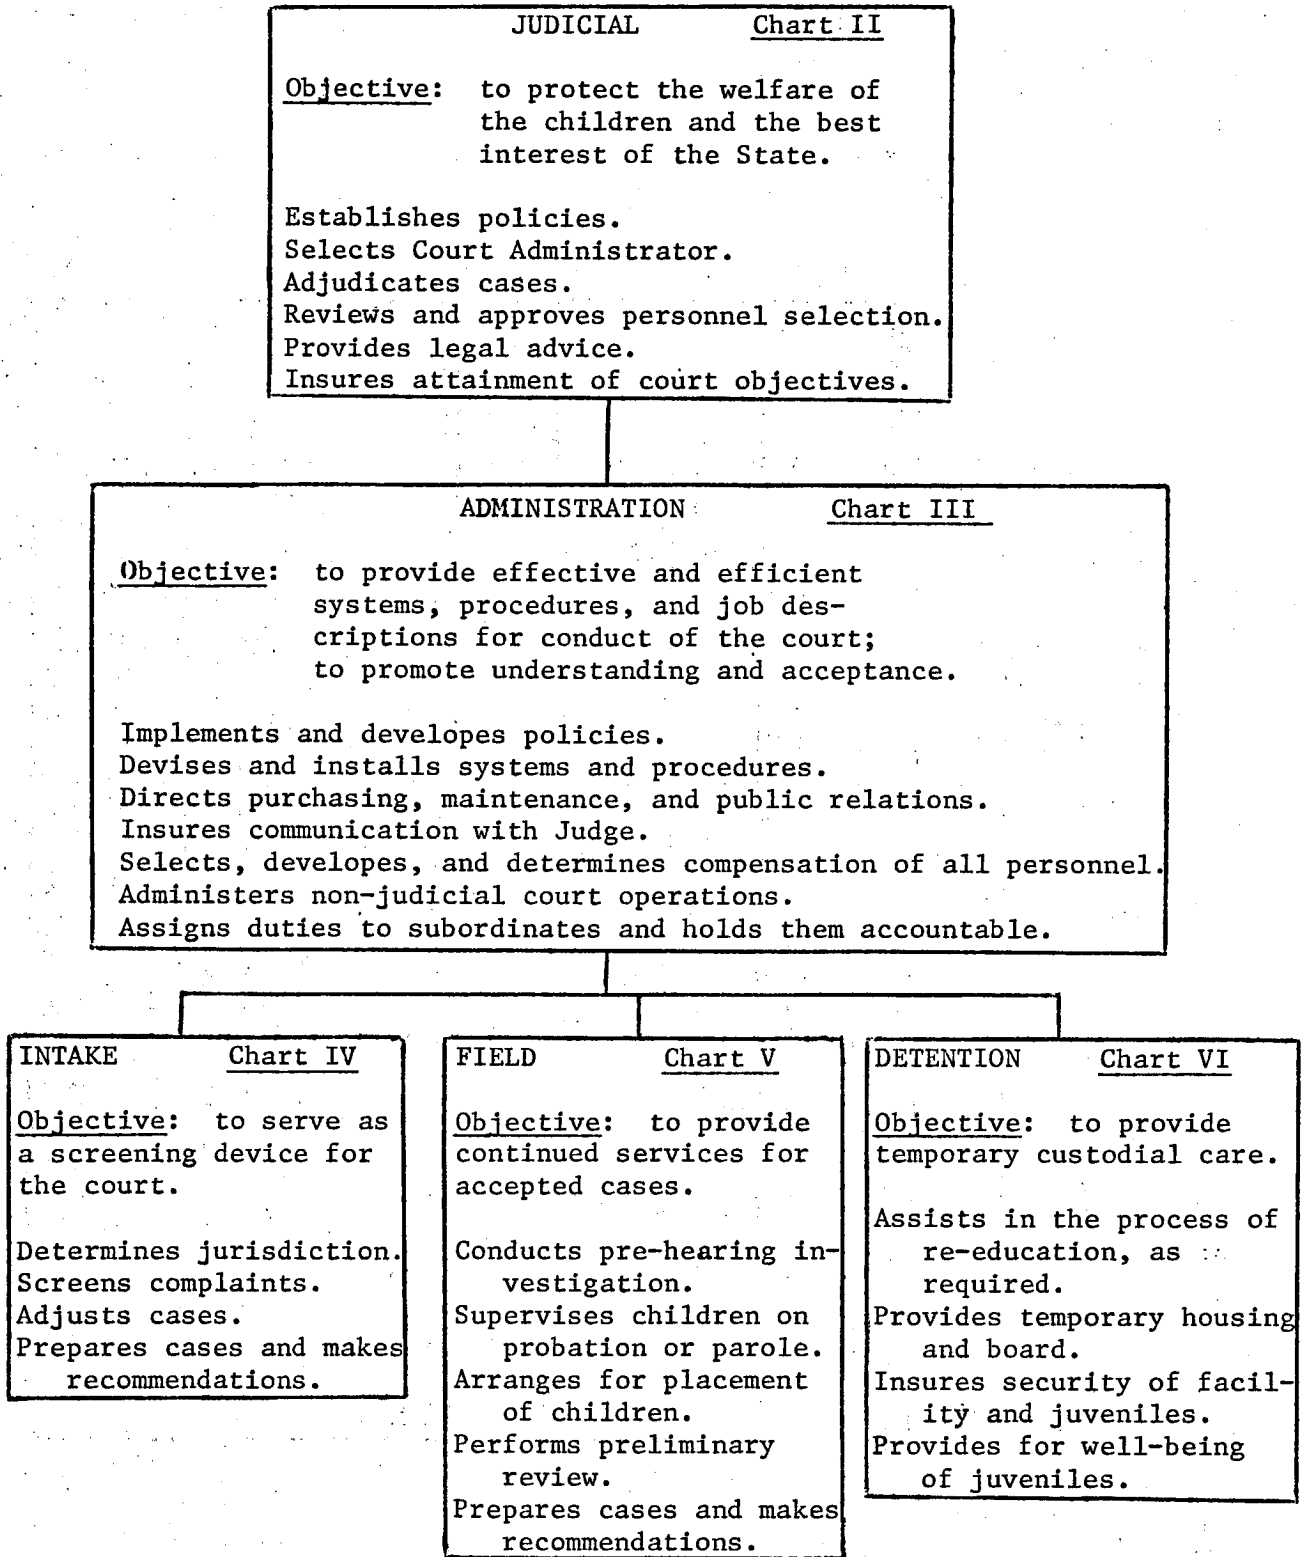 JUDICIAL Chart II
Objective: to protect the welfare of
the children and the best
interest of the State.
Establishes policies.
Selects Court Administrator.
Adjudicates cases.
Reviews and approves personnel selection.
Provides legal advice.
Insures attainment of court objectives.
ADMINISTRATION Chart III
Objective: to provide effective and efficient
systems, procedures, and job des-
criptions for conduct of the court;
to promote understanding and acceptance.
Implements and developes policies.
Devises and installs systems and procedures.
Directs purchasing, maintenance, and public relations.
Insures communication with Judge.
Selects, developes, and determines compensation of all personnel.
Administers non-judicial court operations.
Assigns duties to subordinates and holds them accountable.
INTAKE Chart IV
Objective: to serve as
a screening device for
the court.
Determines jurisdiction.
Screens complaints.
Adjusts cases.
Prepares cases and makes
recommendations.
FIELD Chart V
Objective: to provide
continued services for
accepted cases.
Conducts pre-hearing in-
vestigation.
Supervises children on
probation or parole.
Arranges for placement
of children.
Performs preliminary
review.
Prepares cases and makes
recommendations.
DETENTION Chart VI
Objective: to provide
temporary custodial care.
Assists in the process of
re-education, as
required.
Provides temporary housing
and board.
Insures security of facil-
ity and juveniles.
Provides for well-being
of juveniles.